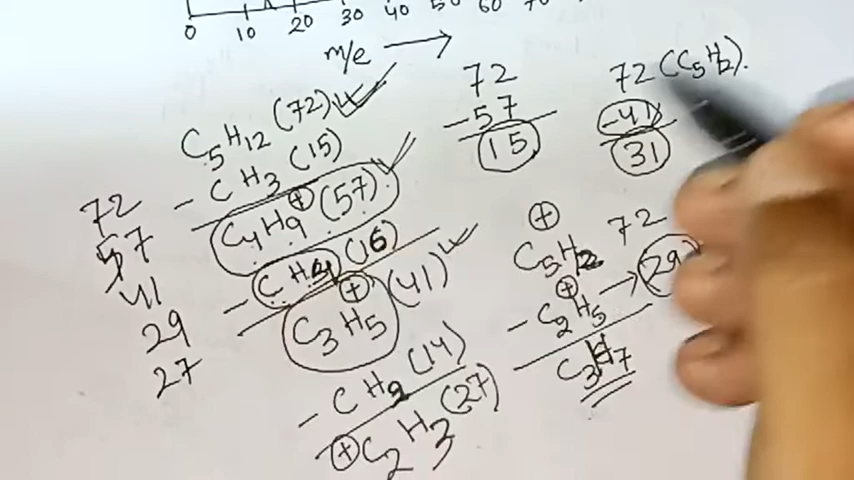 0 10 20 30 40 50 60 70
m/e →
C5H12 (72)
- CH3 (15)
C4H9⊕ (57)
- CH4 (16)
C3H5⊕ (41)
- CH2 (14)
⊕C2H3 (27)
72
57
41
29
27
72
-57
15
72 (C5H12).
-41
31
⊕
C5H12 72
- C2H5⊕ → 29
C3H7